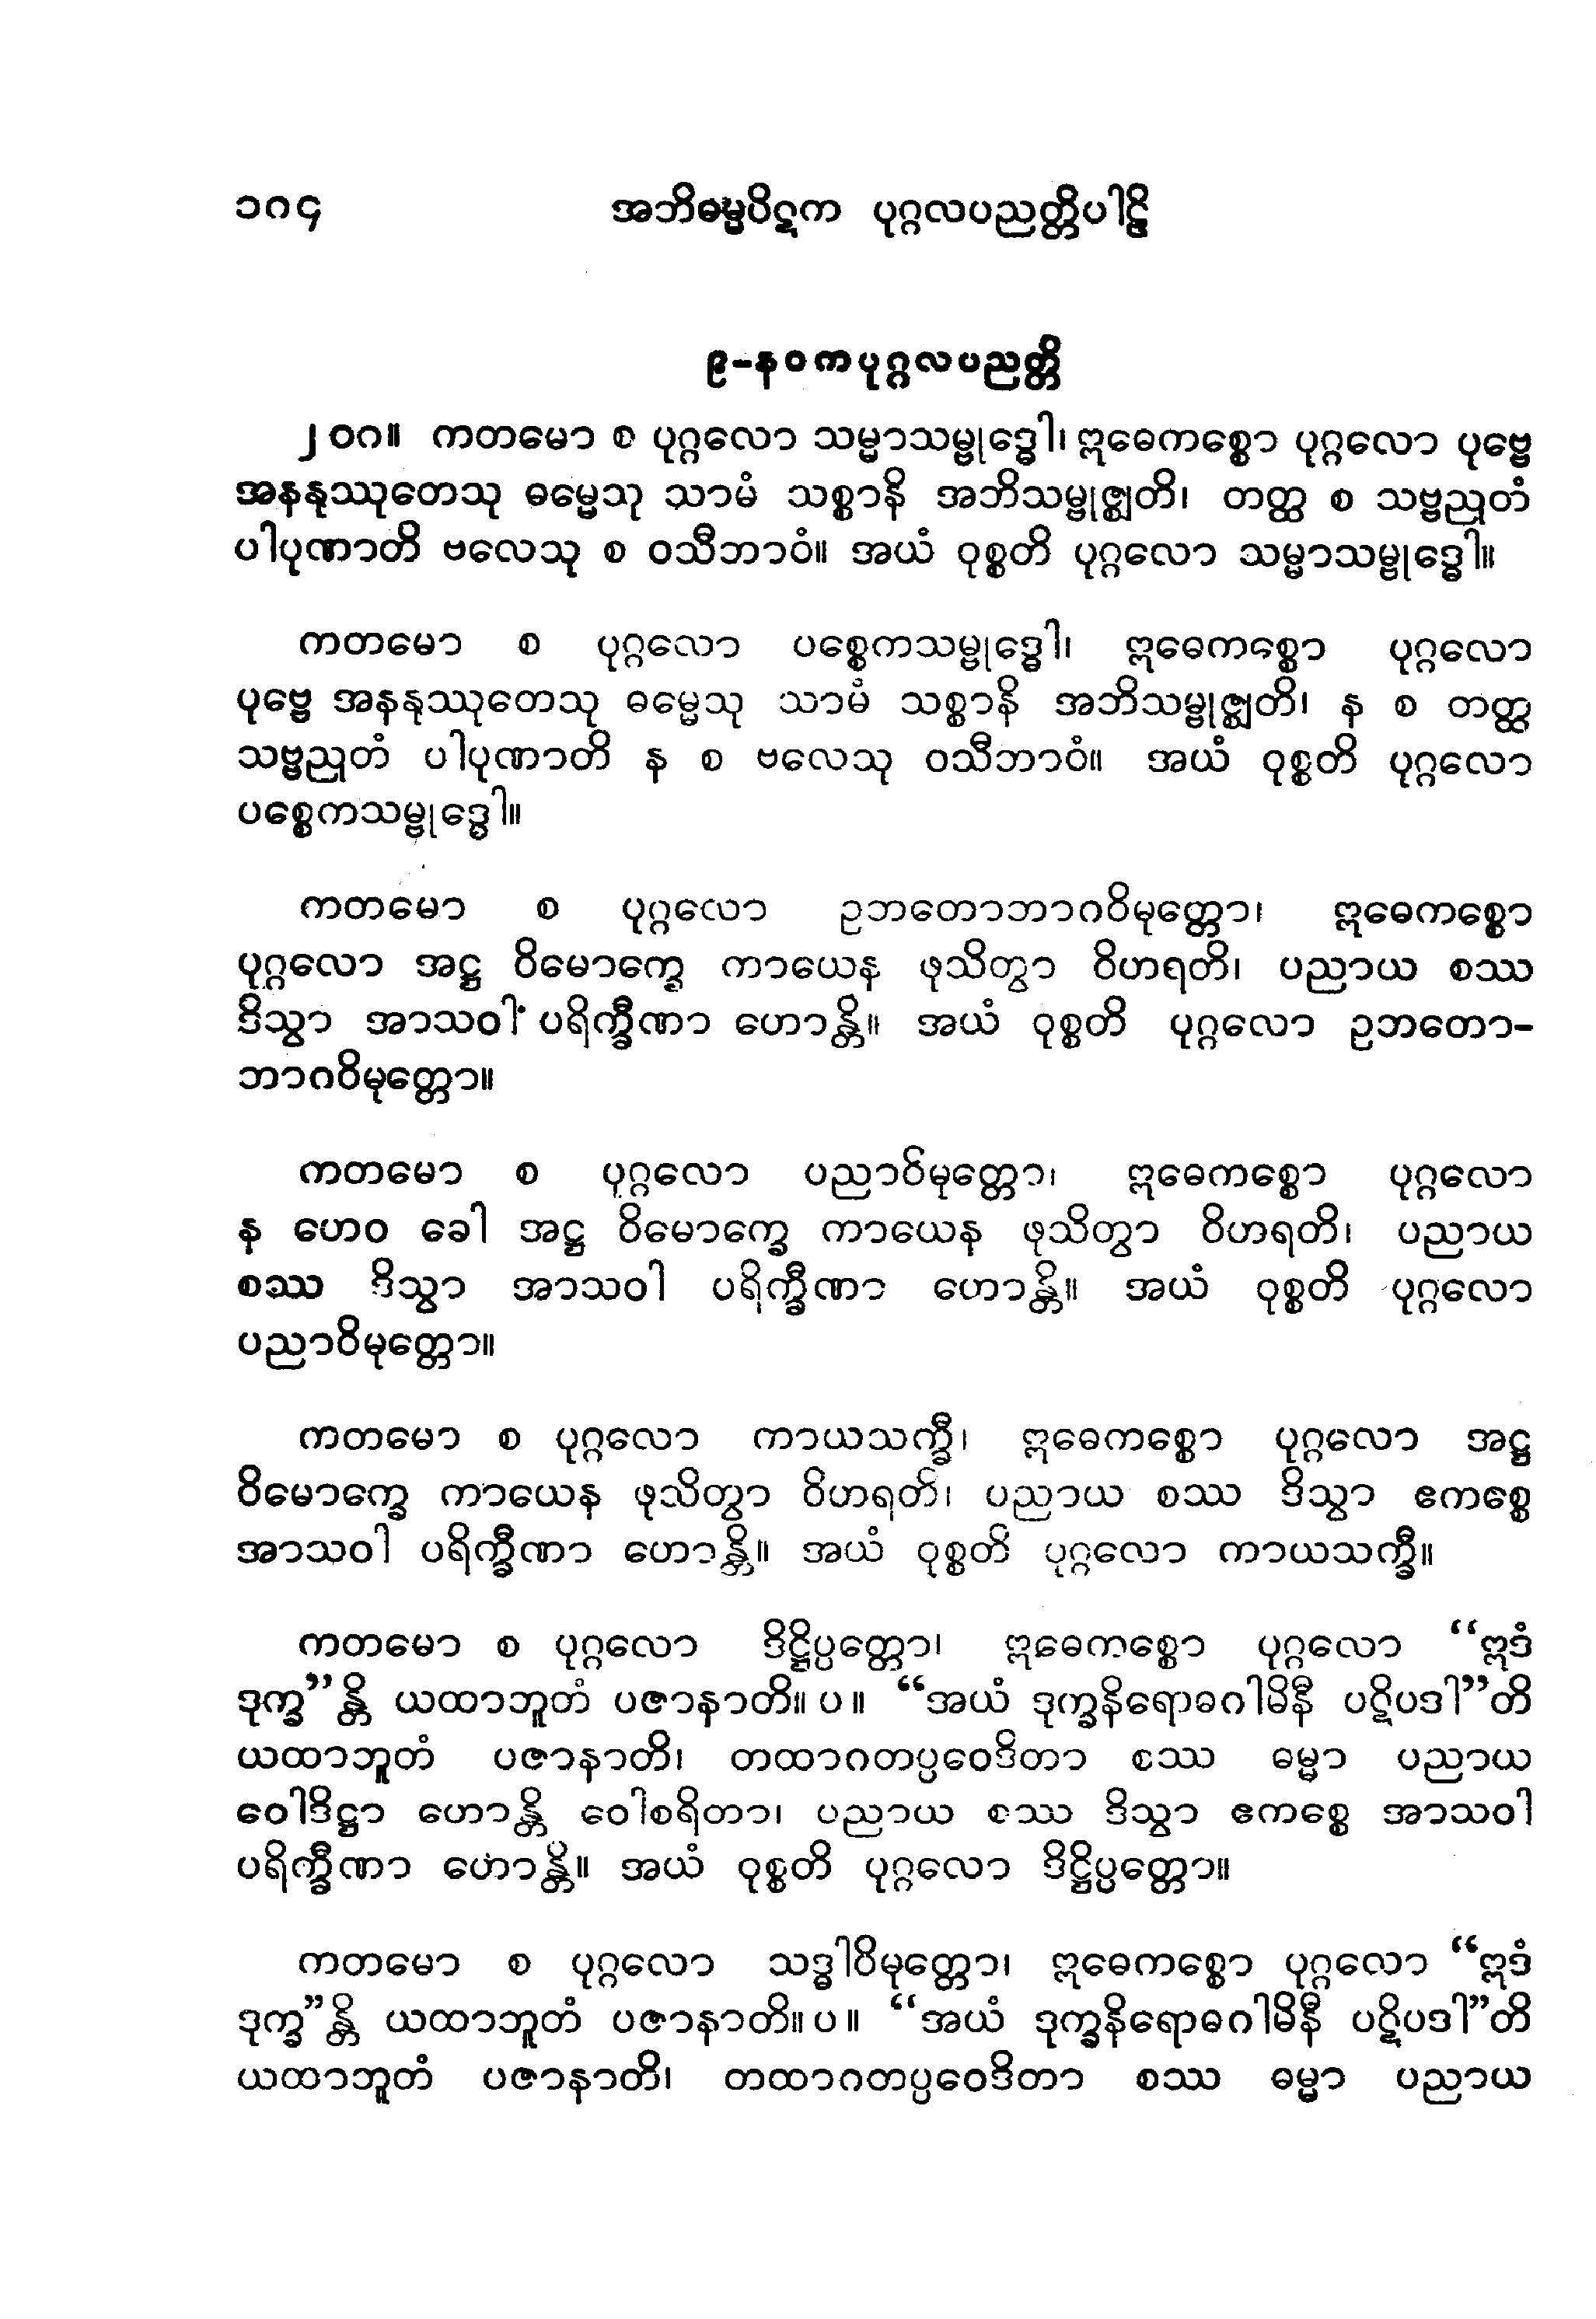 ၁၈၄ အဘိဓမ္မပိဋက ပုဂ္ဂလပညတ္တိပါဠိ
၉-နဝကပုဂ္ဂလပညတ္တိ
၂၀၈။ ကတမော စ ပုဂ္ဂလော သမ္မာသမ္ဗုဒ္ဓေါ၊ ဣဓေကစ္စော ပုဂ္ဂလော ပုဗ္ဗေ
အနနုဿုတေသု ဓမ္မေသု သာမံ သစ္စာနိ အဘိသမ္ဗုဇ္ဈတိ၊ တတ္ထ စ သဗ္ဗညုတံ
ပါပုဏာတိ ဗလေသု စ ဝသီဘာဝံ။ အယံ ဝုစ္စတိ ပုဂ္ဂလော သမ္မာသမ္ဗုဒ္ဓေါ။
ကတမော စ ပုဂ္ဂလော ပစ္စေကသမ္ဗုဒ္ဓေါ၊ ဣဓေကစ္စော ပုဂ္ဂလော
ပုဗ္ဗေ အနနုဿုတေသု ဓမ္မေသု သာမံ သစ္စာနိ အဘိသမ္ဗုဇ္ဈတိ၊ န စ တတ္ထ
သဗ္ဗညုတံ ပါပုဏာတိ န စ ဗလေသု ဝသီဘာဝံ။ အယံ ဝုစ္စတိ ပုဂ္ဂလော
ပစ္စေကသမ္ဗုဒ္ဓေါ။
ကတမော စ ပုဂ္ဂလော ဥဘတောဘာဂဝိမုတ္တော၊ ဣဓေကစ္စော
ပုဂ္ဂလော အဋ္ဌ ဝိမောက္ခေ ကာယေန ဖုသိတွာ ဝိဟရတိ၊ ပညာယ စဿ
ဒိသွာ အာသဝါ ပရိက္ခီဏာ ဟောန္တိ။ အယံ ဝုစ္စတိ ပုဂ္ဂလော ဥဘတော-
ဘာဂဝိမုတ္တော။
ကတမော စ ပုဂ္ဂလော ပညာဝိမုတ္တော၊ ဣဓေကစ္စော ပုဂ္ဂလော
န ဟေဝ ခေါ အဋ္ဌ ဝိမောက္ခေ ကာယေန ဖုသိတွာ ဝိဟရတိ၊ ပညာယ
စဿ ဒိသွာ အာသဝါ ပရိက္ခီဏာ ဟောန္တိ။ အယံ ဝုစ္စတိ ပုဂ္ဂလော
ပညာဝိမုတ္တော။
ကတမော စ ပုဂ္ဂလော ကာယသက္ခီ၊ ဣဓေကစ္စော ပုဂ္ဂလော အဋ္ဌ
ဝိမောက္ခေ ကာယေန ဖုသိတွာ ဝိဟရတိ၊ ပညာယ စဿ ဒိသွာ ဧကစ္စေ
အာသဝါ ပရိက္ခီဏာ ဟောန္တိ။ အယံ ဝုစ္စတိ ပုဂ္ဂလော ကာယသက္ခီ။
ကတမော စ ပုဂ္ဂလော ဒိဋ္ဌိပ္ပတ္တော၊ ဣဓေကစ္စော ပုဂ္ဂလော “ဣဒံ
ဒုက္ခ”န္တိ ယထာဘူတံ ပဇာနာတိ။ပ။ “အယံ ဒုက္ခနိရောဓဂါမိနီ ပဋိပဒါ”တိ
ယထာဘူတံ ပဇာနာတိ၊ တထာဂတပ္ပဝေဒိတာ စဿ ဓမ္မာ ပညာယ
ဝေါဒိဋ္ဌာ ဟောန္တိ ဝေါစရိတာ၊ ပညာယ စဿ ဒိသွာ ဧကစ္စေ အာသဝါ
ပရိက္ခီဏာ ဟောန္တိ။ အယံ ဝုစ္စတိ ပုဂ္ဂလော ဒိဋ္ဌိပ္ပတ္တော။
ကတမော စ ပုဂ္ဂလော သဒ္ဓါဝိမုတ္တော၊ ဣဓေကစ္စော ပုဂ္ဂလော “ဣဒံ
ဒုက္ခ”န္တိ ယထာဘူတံ ပဇာနာတိ။ပ။ “အယံ ဒုက္ခနိရောဓဂါမိနီ ပဋိပဒါ”တိ
ယထာဘူတံ ပဇာနာတိ၊ တထာဂတပ္ပဝေဒိတာ စဿ ဓမ္မာ ပညာယ